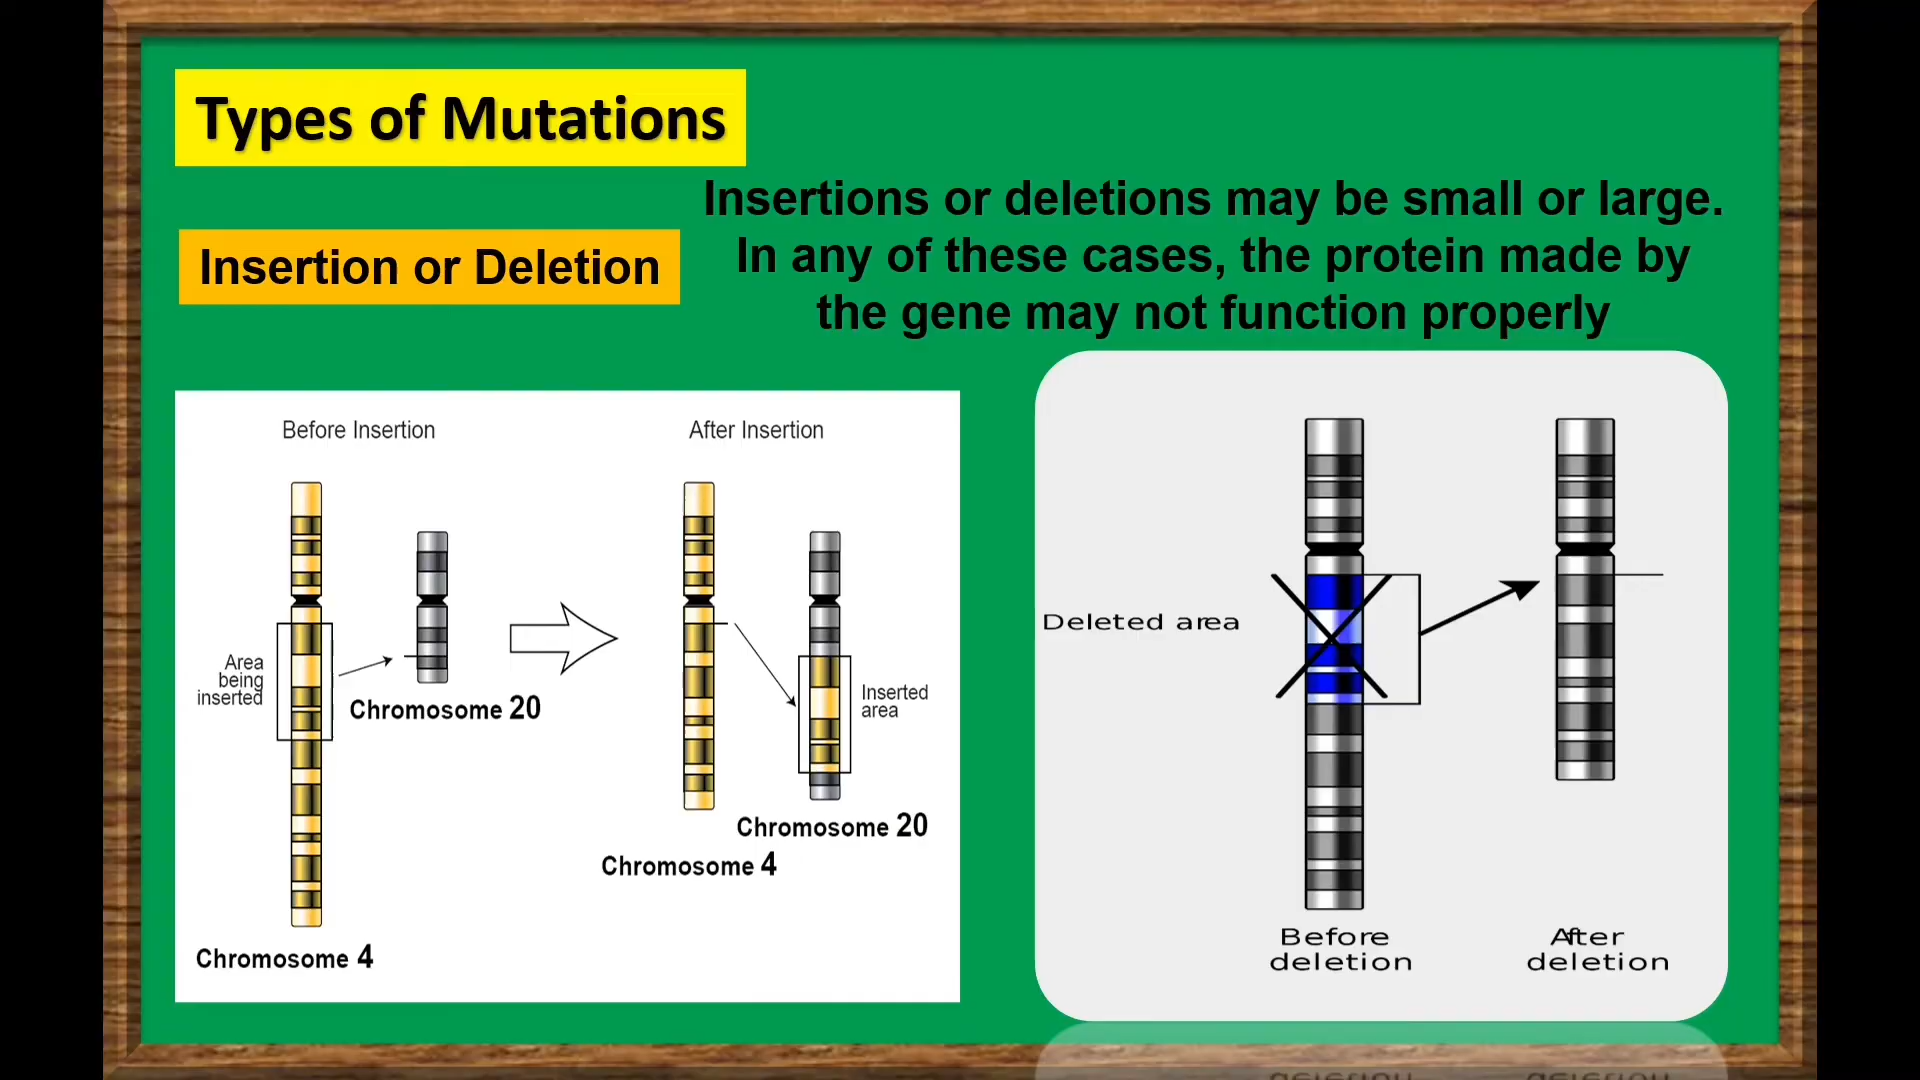 Types of Mutations
Insertion or Deletion
Insertions or deletions may be small or large.
In any of these cases, the protein made by
the gene may not function properly
Before Insertion
After Insertion
Area
being
inserted
Chromosome 20
Chromosome 4
Inserted
area
Chromosome 20
Chromosome 4
Deleted area
Before
deletion
After
deletion